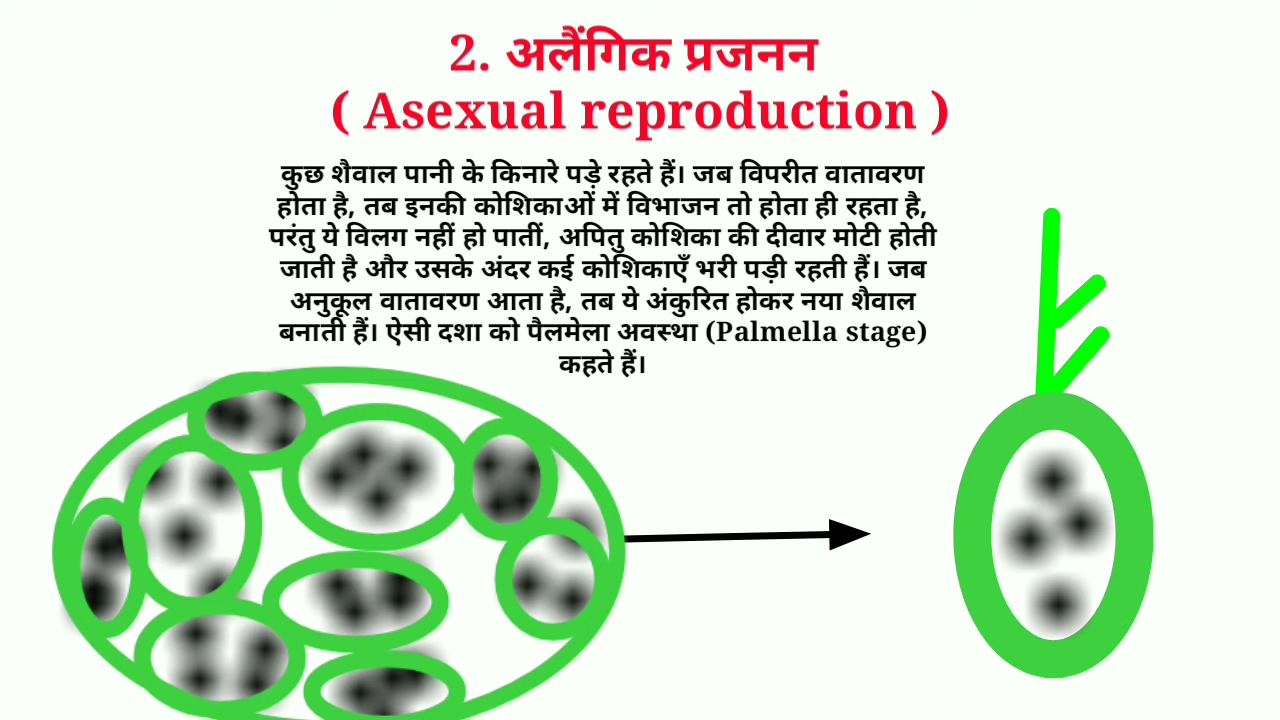 2. अलैंगिक प्रजनन
( Asexual reproduction )
कुछ शैवाल पानी के किनारे पड़े रहते हैं। जब विपरीत वातावरण
होता है, तब इनकी कोशिकाओं में विभाजन तो होता ही रहता है,
परंतु ये विलग नहीं हो पातीं, अपितु कोशिका की दीवार मोटी होती
जाती है और उसके अंदर कई कोशिकाएँ भरी पड़ी रहती हैं। जब
अनुकूल वातावरण आता है, तब ये अंकुरित होकर नया शैवाल
बनाती हैं। ऐसी दशा को पैलमेला अवस्था (Palmella stage)
कहते हैं।